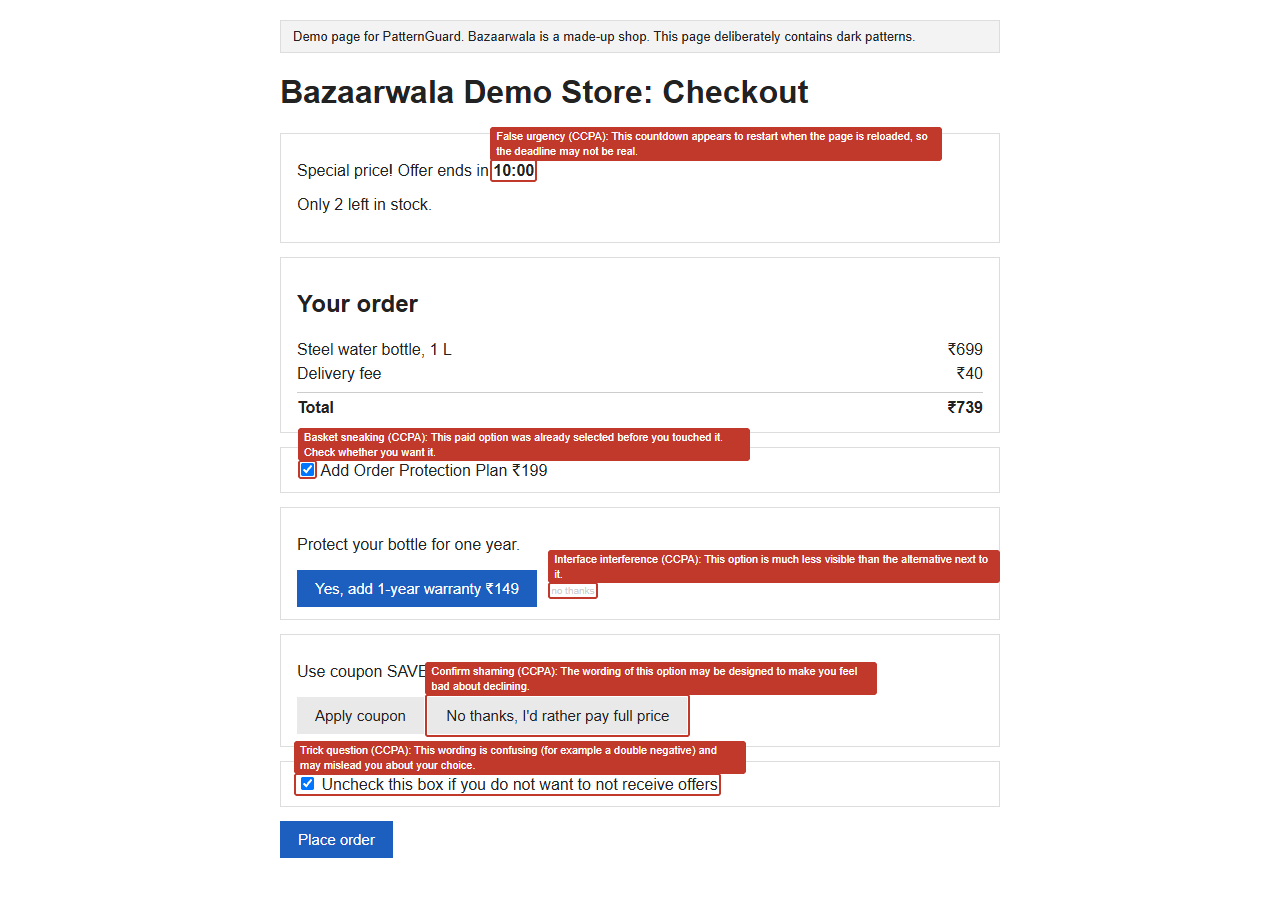 Demo page for PatternGuard. Bazaarwala is a made-up shop. This page deliberately contains dark patterns.
Bazaarwala Demo Store: Checkout
False urgency (CCPA): This countdown appears to restart when the page is reloaded, so
the deadline may not be real.
Special price! Offer ends in 10:00
Only 2 left in stock.
Your order
Steel water bottle, 1 L ₹699
Delivery fee ₹40
Total ₹739
Basket sneaking (CCPA): This paid option was already selected before you touched it.
Check whether you want it.
Add Order Protection Plan ₹199
Protect your bottle for one year.
Interface interference (CCPA): This option is much less visible than the alternative next to
it.
Yes, add 1-year warranty ₹149 no thanks
Use coupon SAVE
Confirm shaming (CCPA): The wording of this option may be designed to make you feel
bad about declining.
Apply coupon No thanks, I'd rather pay full price
Trick question (CCPA): This wording is confusing (for example a double negative) and
may mislead you about your choice.
Uncheck this box if you do not want to not receive offers
Place order